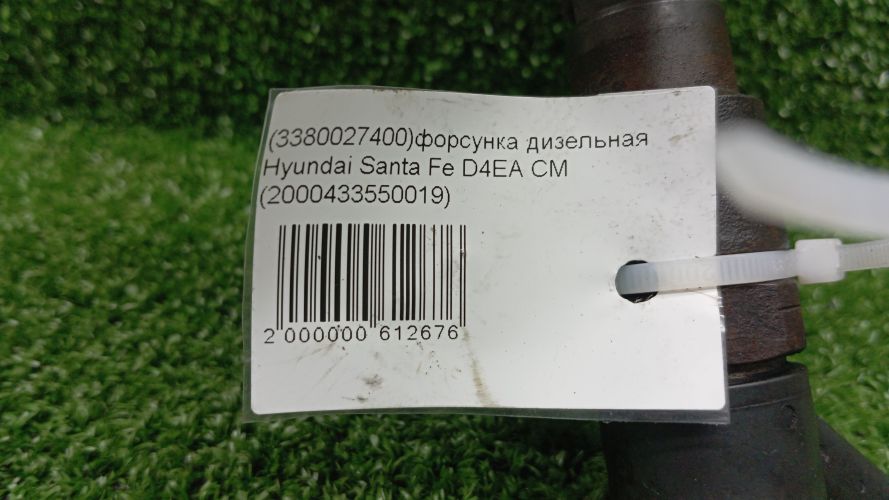 (3380027400)форсунка дизельная
Hyundai Santa Fe D4EA CM
(2000433550019)
2 000000 612676